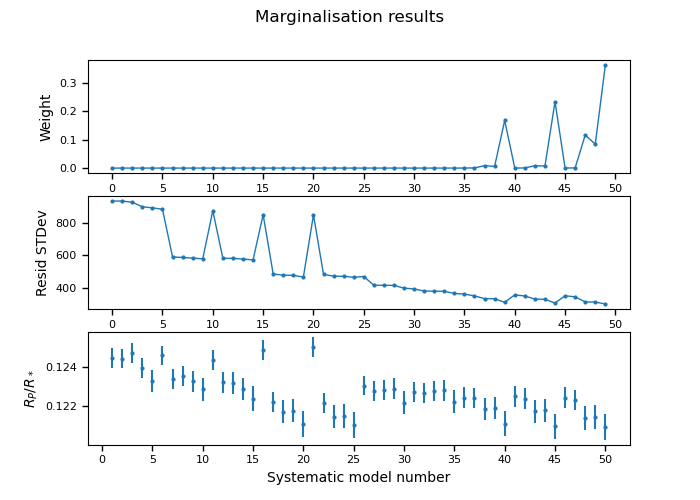 Marginalisation results
Weight
0.3
0.2
0.1
0.0
0 5 10 15 20 25 30 35 40 45 50
Resid STDev
800
600
400
0 5 10 15 20 25 30 35 40 45 50
R_P/R_*
0.124
0.122
0 5 10 15 20 25 30 35 40 45 50
Systematic model number